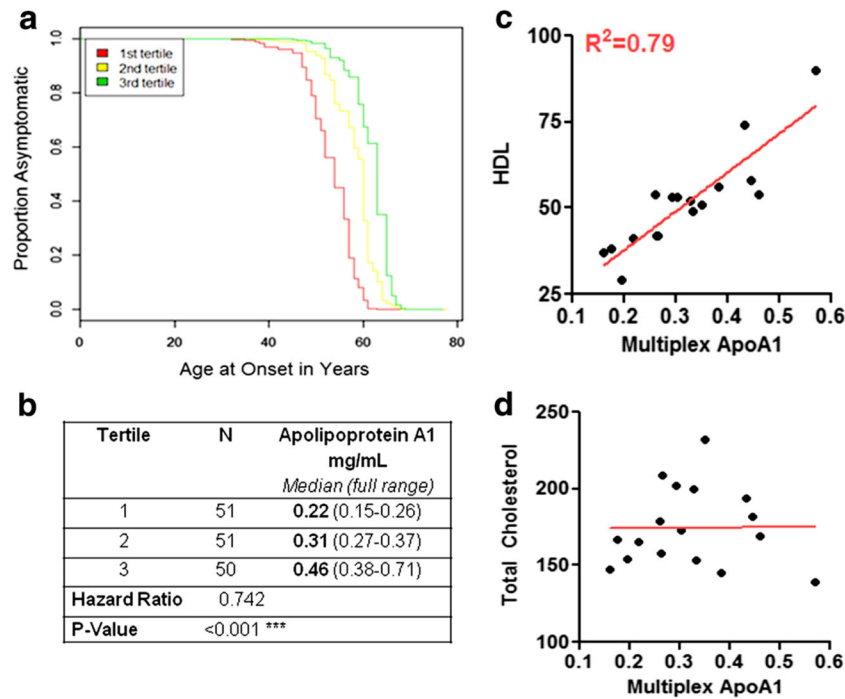 a
1.0
0.8
0.6
0.4
0.2
0.0
Proportion Asymptomatic
1st tertile
2nd tertile
3rd tertile
0
20
40
60
80
Age at Onset in Years
b
Tertile N Apolipoprotein A1
mg/mL
Median (full range)
1 51 0.22 (0.15-0.26)
2 51 0.31 (0.27-0.37)
3 50 0.46 (0.38-0.71)
Hazard Ratio 0.742
P-Value <0.001 ***
c
R²=0.79
100
75
50
25
HDL
0.1 0.2 0.3 0.4 0.5 0.6
Multiplex ApoA1
d
250
200
150
100
Total Cholesterol
0.1 0.2 0.3 0.4 0.5 0.6
Multiplex ApoA1